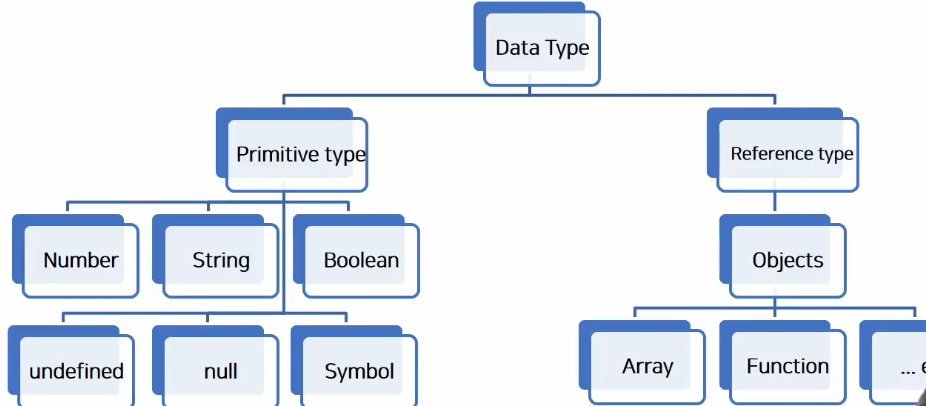 Data Type
Primitive type
Reference type
Number
String
Boolean
Objects
undefined
null
Symbol
Array
Function
...